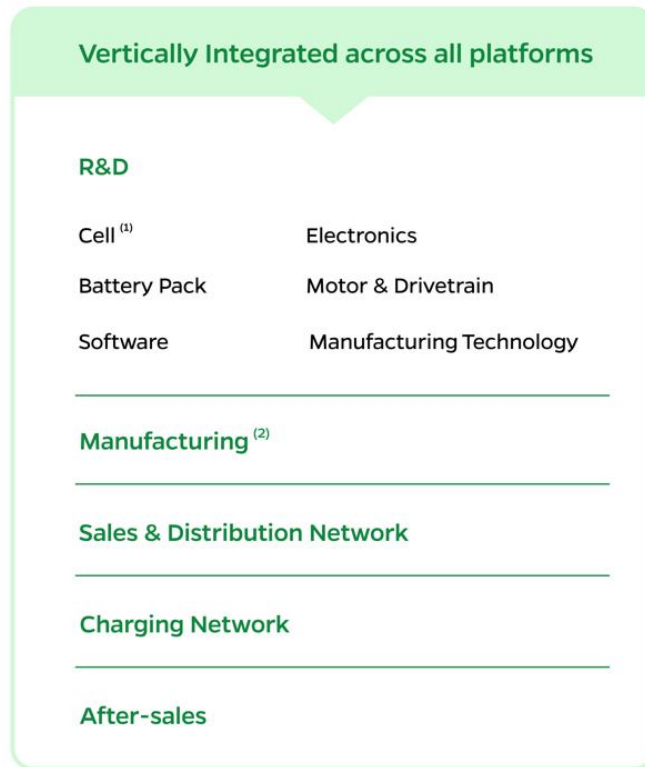 Vertically Integrated across all platforms
R&D
Cell (1) Electronics
Battery Pack Motor & Drivetrain
Software Manufacturing Technology
Manufacturing (2)
Sales & Distribution Network
Charging Network
After-sales